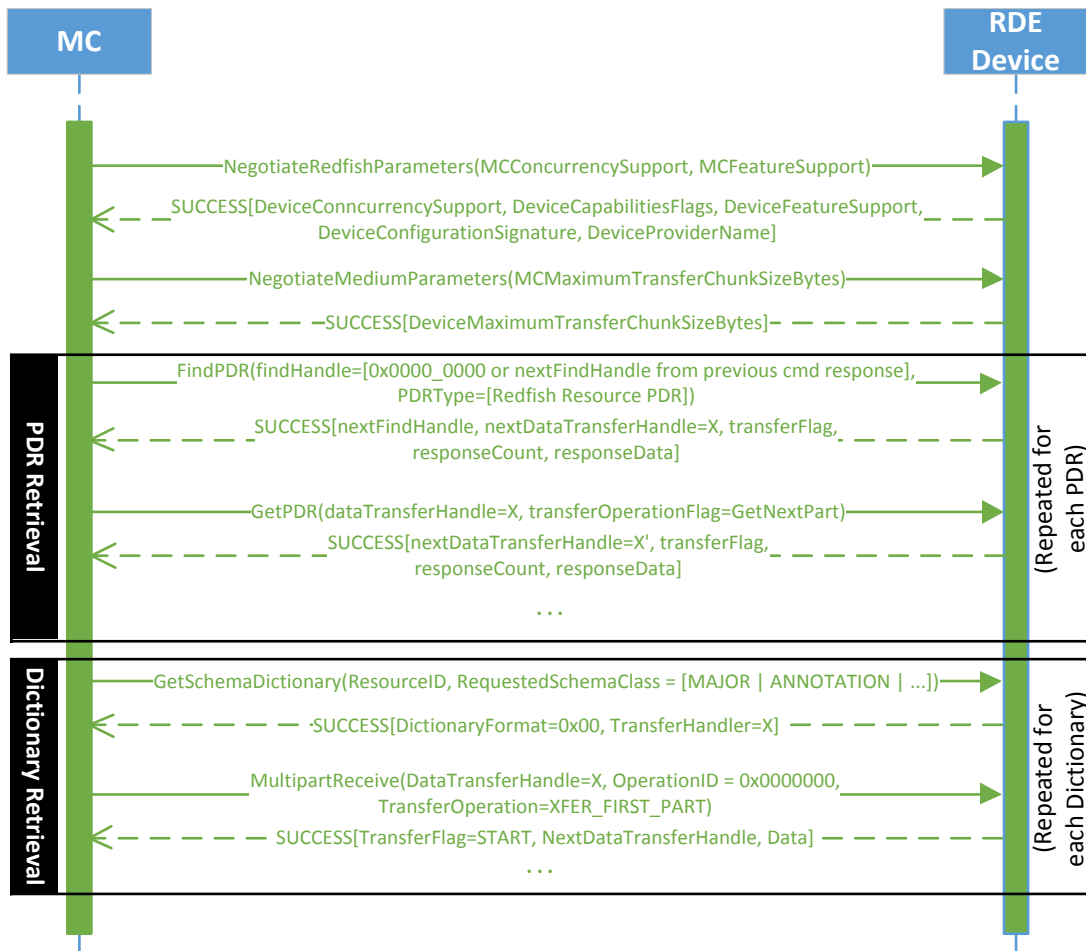 MC
RDE
Device
NegotiateRedfishParameters(MCConcurrencySupport, MCFeatureSupport)
SUCCESS[DeviceConncurrencySupport, DeviceCapabilitiesFlags, DeviceFeatureSupport,
DeviceConfigurationSignature, DeviceProviderName]
NegotiateMediumParameters(MCMaximumTransferChunkSizeBytes)
SUCCESS[DeviceMaximumTransferChunkSizeBytes]
PDR Retrieval
FindPDR(findHandle=[0x0000_0000 or nextFindHandle from previous cmd response],
PDRType=[Redfish Resource PDR])
SUCCESS[nextFindHandle, nextDataTransferHandle=X, transferFlag,
responseCount, responseData]
GetPDR(dataTransferHandle=X, transferOperationFlag=GetNextPart)
SUCCESS[nextDataTransferHandle=X', transferFlag,
responseCount, responseData]
...
(Repeated for
each PDR)
Dictionary Retrieval
GetSchemaDictionary(ResourceID, RequestedSchemaClass = [MAJOR | ANNOTATION | ...])
SUCCESS[DictionaryFormat=0x00, TransferHandler=X]
MultipartReceive(DataTransferHandle=X, OperationID = 0x0000000,
TransferOperation=XFER_FIRST_PART)
SUCCESS[TransferFlag=START, NextDataTransferHandle, Data]
...
(Repeated for
each Dictionary)